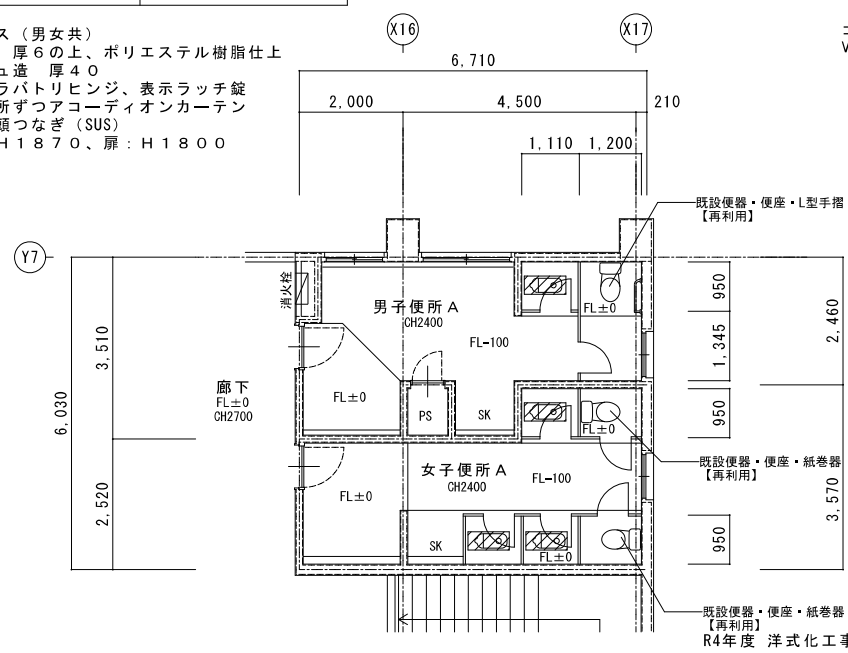 ス（男女共）
厚６の上、ポリエステル樹脂仕上
ュ造　厚４０
ラバトリヒンジ、表示ラッチ錠
所ずつアコーディオンカーテン
頭つなぎ（SUS）
Ｈ１８７０、扉：Ｈ１８００
X16
X17
6,710
2,000
4,500
210
1,110
1,200
既設便器・便座・L型手摺
【再利用】
Y7
消火栓
男子便所Ａ
CH2400
FL-100
FL±0
950
1,345
2,460
3,510
6,030
廊下
FL±0
CH2700
FL±0
PS
SK
FL±0
950
女子便所Ａ
CH2400
FL-100
既設便器・便座・紙巻器
【再利用】
2,520
FL±0
SK
FL±0
950
3,570
既設便器・便座・紙巻器
【再利用】
R4年度 洋式化工事